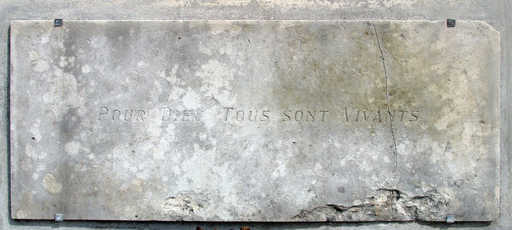 POUR DIEU TOUS SONT VIVANTS